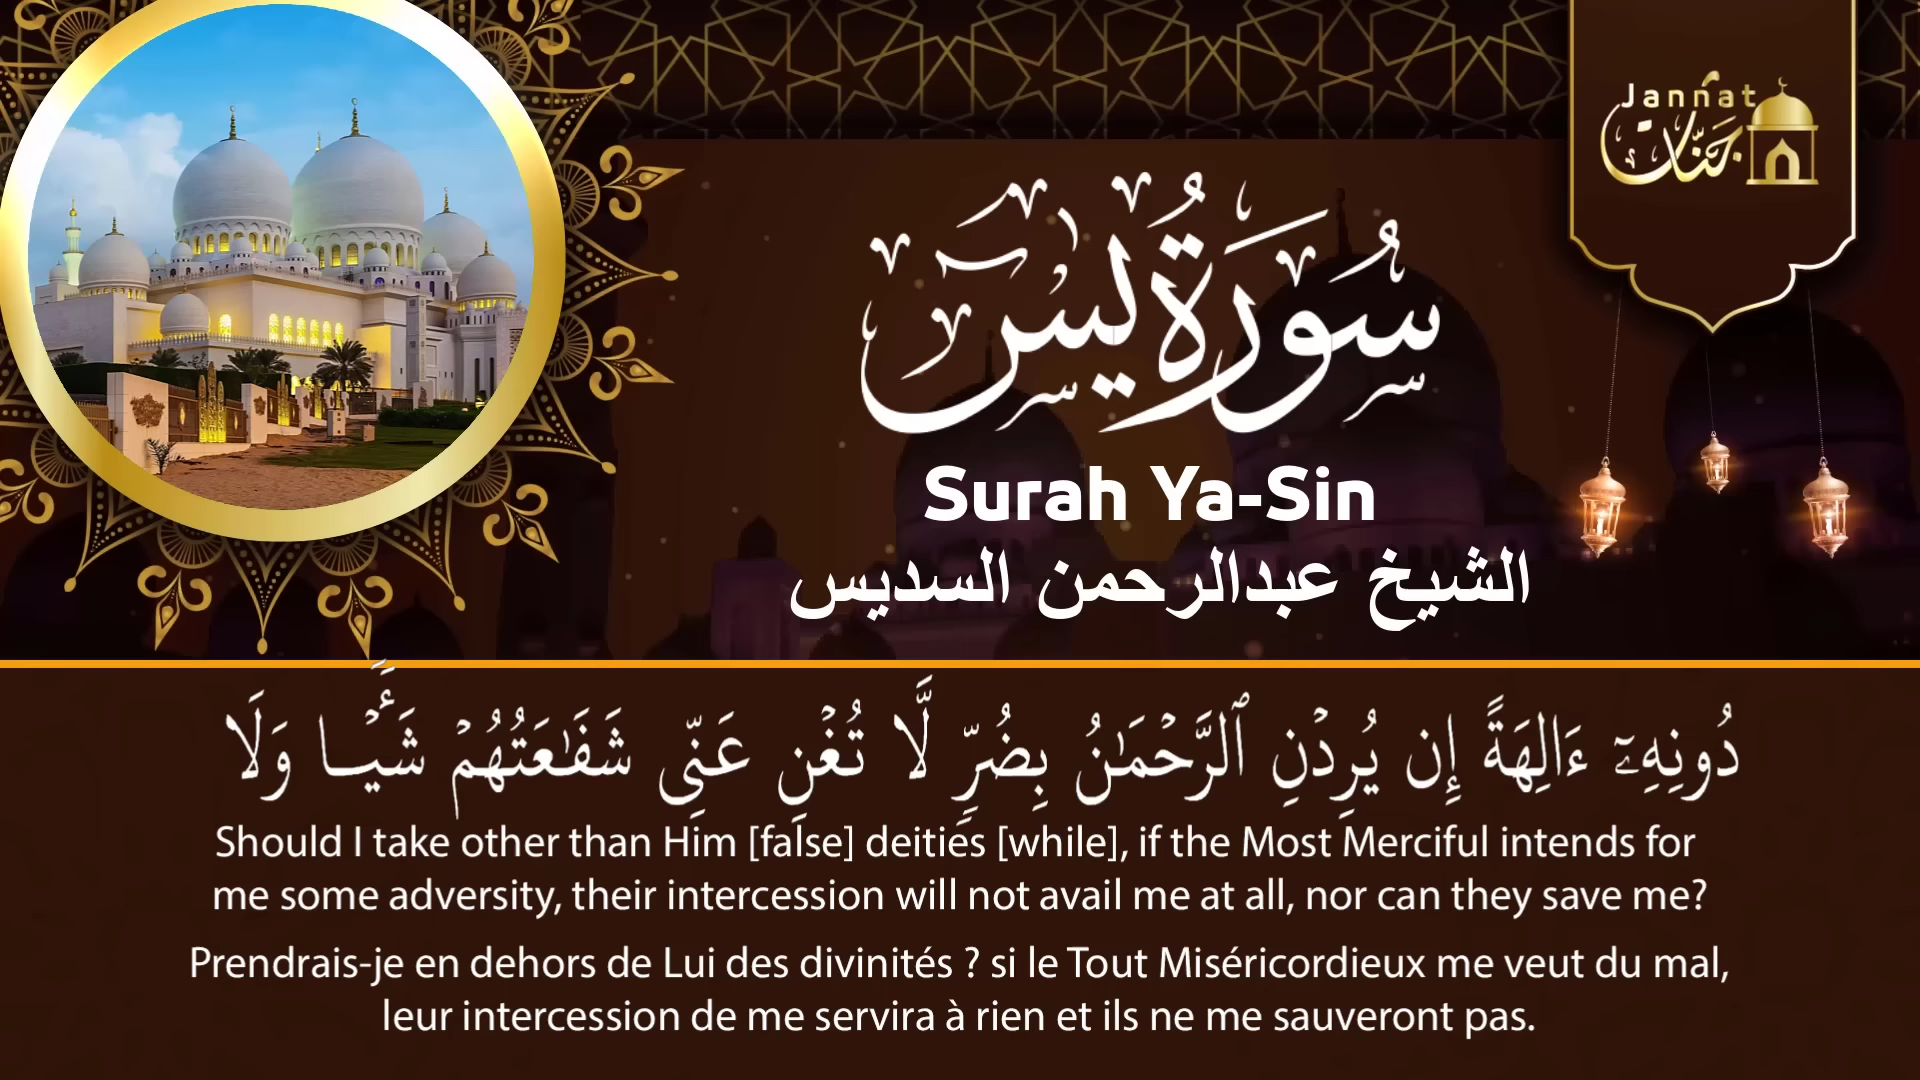 Jannat
جنات
سُورَةُ يسٓ
Surah Ya-Sin
الشيخ عبدالرحمن السديس
دُونِهِۦٓ ءَالِهَةً إِن يُرِدۡنِ ٱلرَّحۡمَٰنُ بِضُرّٖ لَّا تُغۡنِ عَنِّي شَفَٰعَتُهُمۡ شَيۡـٔٗا وَلَا
Should I take other than Him [false] deities [while], if the Most Merciful intends for
me some adversity, their intercession will not avail me at all, nor can they save me?
Prendrais-je en dehors de Lui des divinités ? si le Tout Miséricordieux me veut du mal,
leur intercession de me servira à rien et ils ne me sauveront pas.